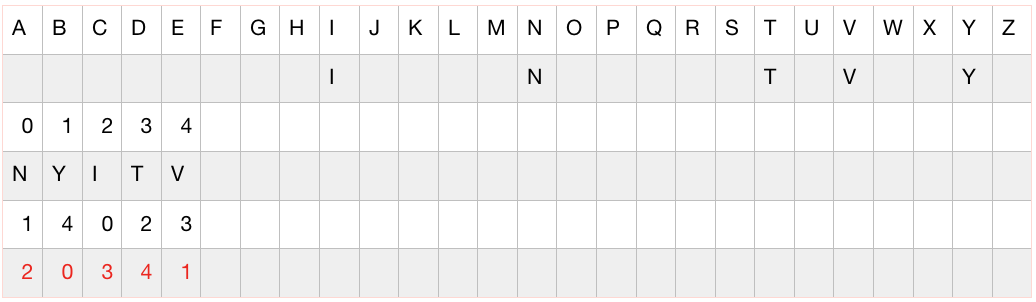 A B C D E F G H I J K L M N O P Q R S T U V W X Y Z
I N T V Y
0 1 2 3 4
N Y I T V
1 4 0 2 3
2 0 3 4 1